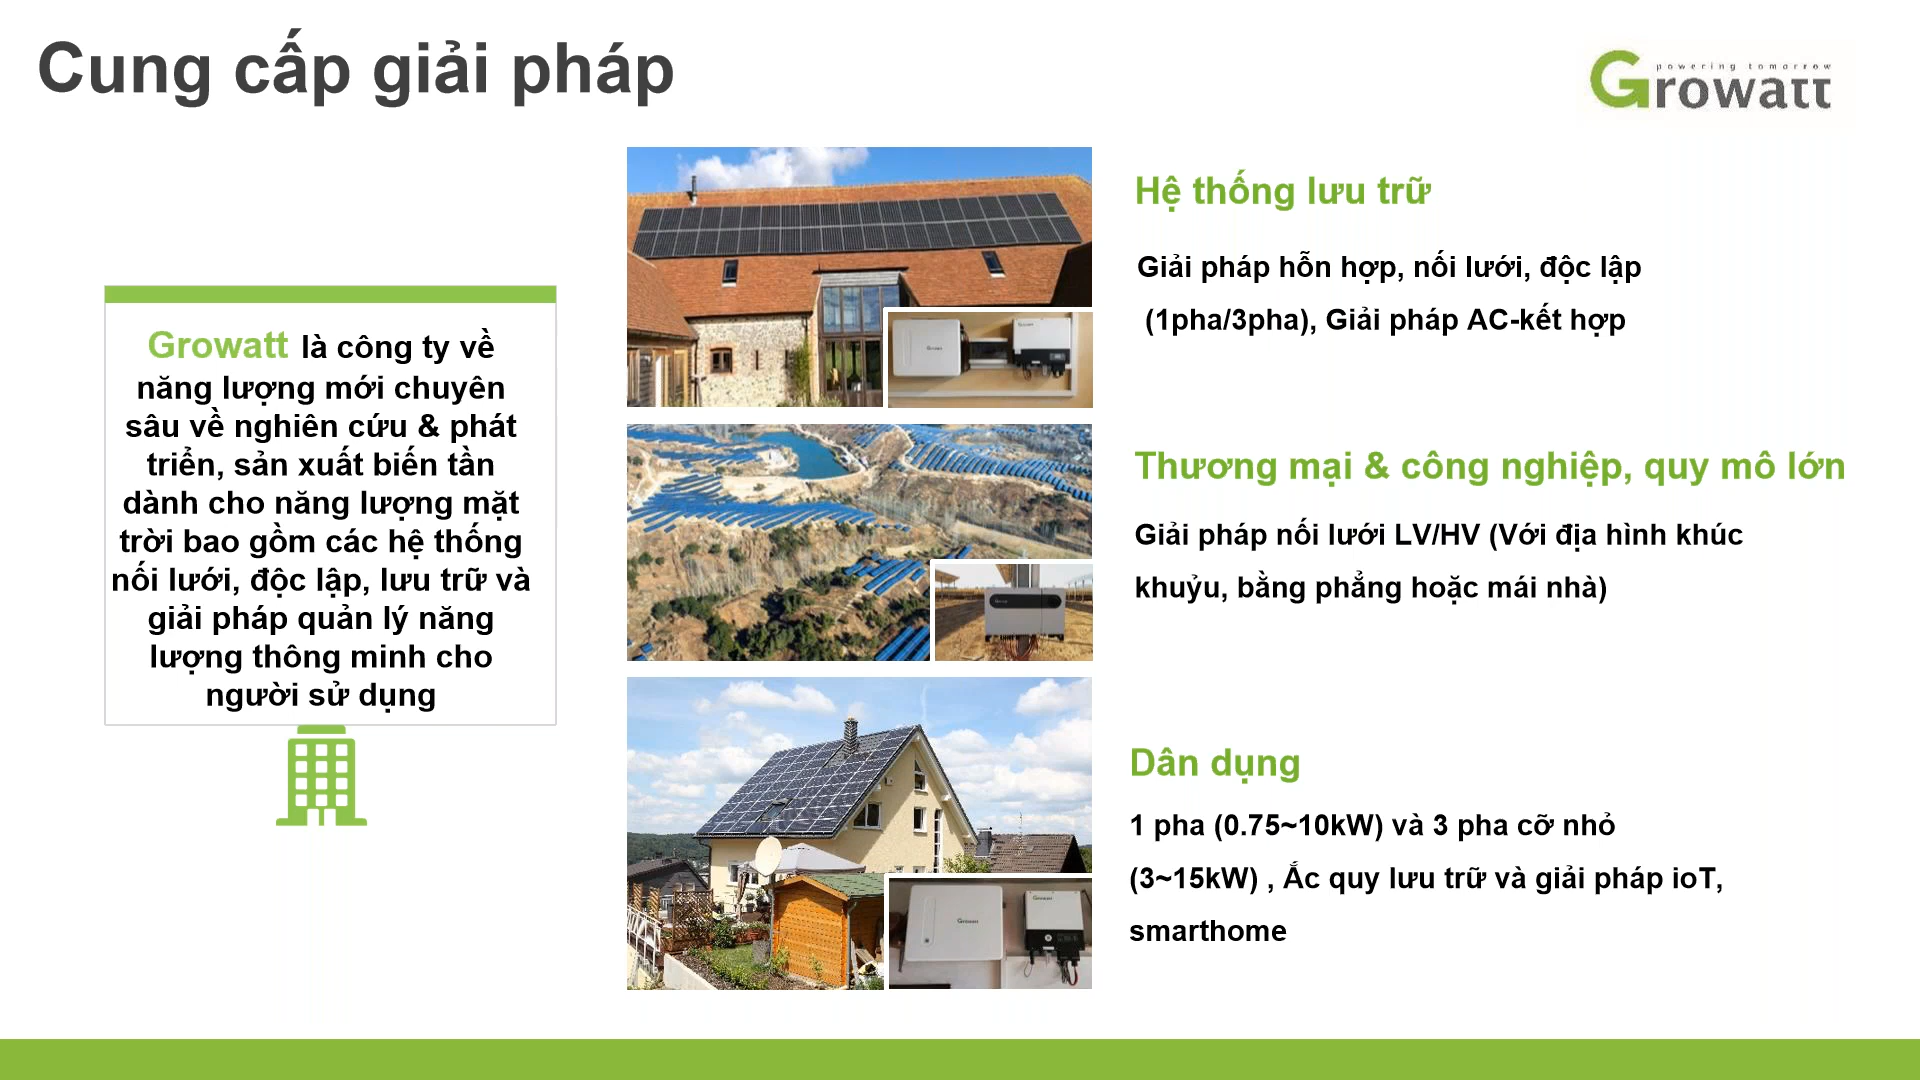 Cung cấp giải pháp
powering tomorrow
Growatt
Growatt là công ty về
năng lượng mới chuyên
sâu về nghiên cứu & phát
triển, sản xuất biến tần
dành cho năng lượng mặt
trời bao gồm các hệ thống
nối lưới, độc lập, lưu trữ và
giải pháp quản lý năng
lượng thông minh cho
người sử dụng
Hệ thống lưu trữ
Giải pháp hỗn hợp, nối lưới, độc lập
(1pha/3pha), Giải pháp AC-kết hợp
Growatt
Growatt
Thương mại & công nghiệp, quy mô lớn
Giải pháp nối lưới LV/HV (Với địa hình khúc
khuỷu, bằng phẳng hoặc mái nhà)
Dân dụng
1 pha (0.75~10kW) và 3 pha cỡ nhỏ
(3~15kW) , Ắc quy lưu trữ và giải pháp ioT,
smarthome
Growatt
Growatt